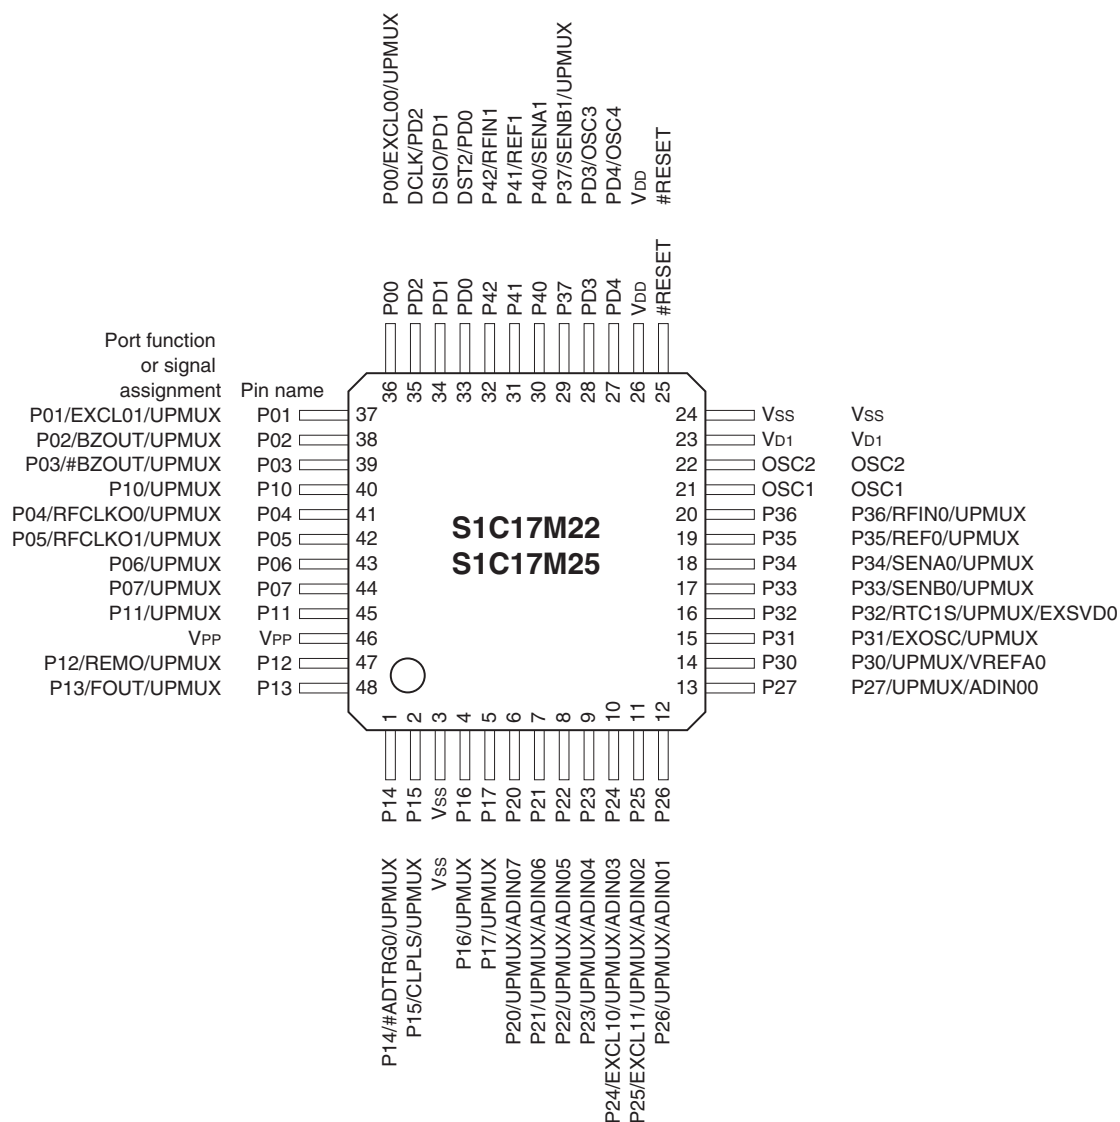 P00/EXCL00/UPMUX
DCLK/PD2
DSIO/PD1
DST2/PD0
P42/RFIN1
P41/REF1
P40/SENA1
P37/SENB1/UPMUX
PD3/OSC3
PD4/OSC4
VDD
#RESET
P00
PD2
PD1
PD0
P42
P41
P40
P37
PD3
PD4
VDD
#RESET
36
35
34
33
32
31
30
29
28
27
26
25
Port function
or signal
assignment
Pin name
P01/EXCL01/UPMUX P01 37
P02/BZOUT/UPMUX P02 38
P03/#BZOUT/UPMUX P03 39
P10/UPMUX P10 40
P04/RFCLKO0/UPMUX P04 41
P05/RFCLKO1/UPMUX P05 42
P06/UPMUX P06 43
P07/UPMUX P07 44
P11/UPMUX P11 45
VPP VPP 46
P12/REMO/UPMUX P12 47
P13/FOUT/UPMUX P13 48
S1C17M22
S1C17M25
24 VSS VSS
23 VD1 VD1
22 OSC2 OSC2
21 OSC1 OSC1
20 P36 P36/RFIN0/UPMUX
19 P35 P35/REF0/UPMUX
18 P34 P34/SENA0/UPMUX
17 P33 P33/SENB0/UPMUX
16 P32 P32/RTC1S/UPMUX/EXSVD0
15 P31 P31/EXOSC/UPMUX
14 P30 P30/UPMUX/VREFA0
13 P27 P27/UPMUX/ADIN00
1
2
3
4
5
6
7
8
9
10
11
12
P14
P15
VSS
P16
P17
P20
P21
P22
P23
P24
P25
P26
P14/#ADTRG0/UPMUX
P15/CLPLS/UPMUX
VSS
P16/UPMUX
P17/UPMUX
P20/UPMUX/ADIN07
P21/UPMUX/ADIN06
P22/UPMUX/ADIN05
P23/UPMUX/ADIN04
P24/EXCL10/UPMUX/ADIN03
P25/EXCL11/UPMUX/ADIN02
P26/UPMUX/ADIN01